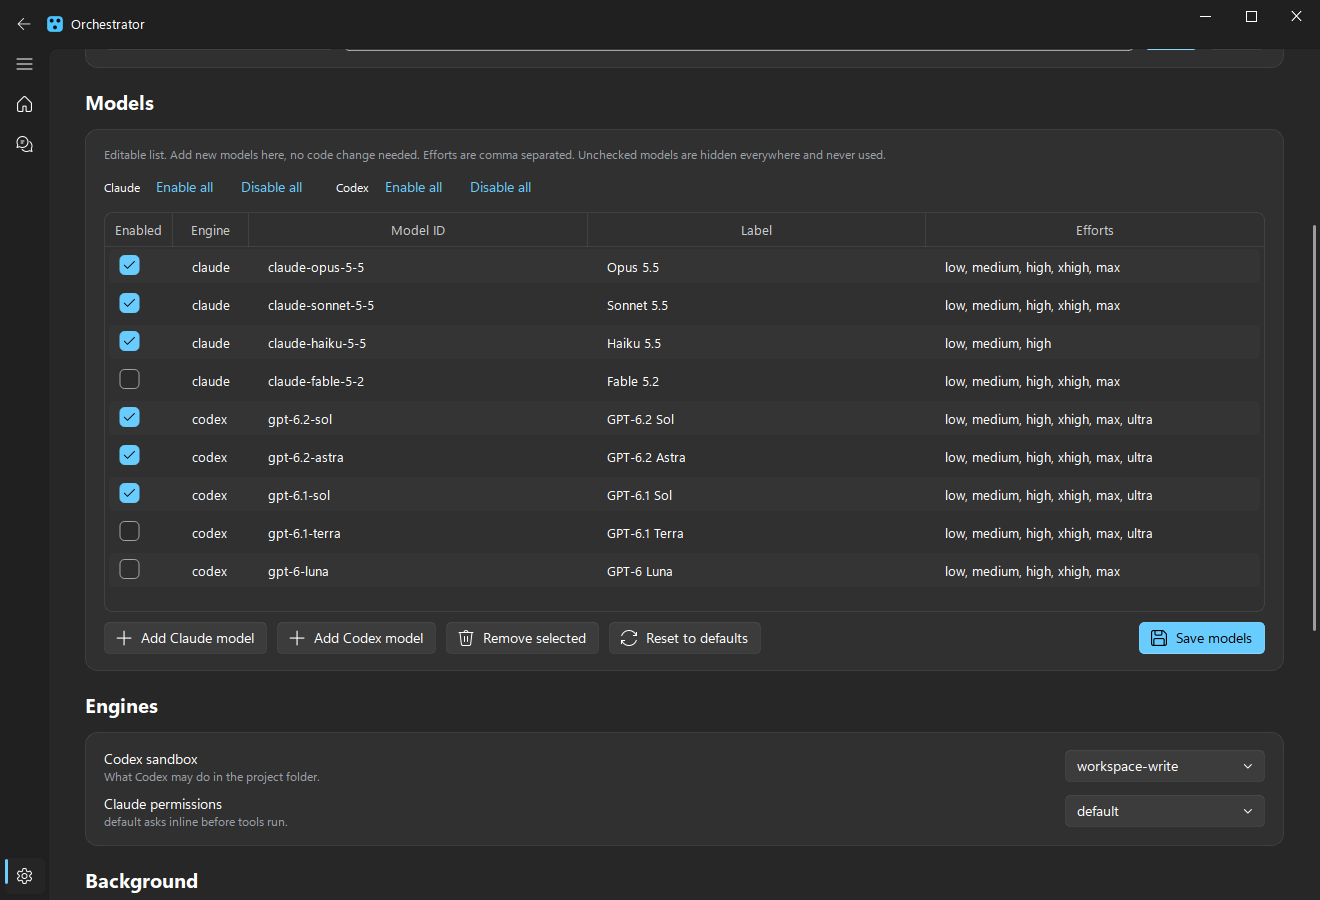 Orchestrator
Models
Editable list. Add new models here, no code change needed. Efforts are comma separated. Unchecked models are hidden everywhere and never used.
Claude Enable all Disable all Codex Enable all Disable all
Enabled Engine Model ID Label Efforts
claude claude-opus-5-5 Opus 5.5 low, medium, high, xhigh, max
claude claude-sonnet-5-5 Sonnet 5.5 low, medium, high, xhigh, max
claude claude-haiku-5-5 Haiku 5.5 low, medium, high
claude claude-fable-5-2 Fable 5.2 low, medium, high, xhigh, max
codex gpt-6.2-sol GPT-6.2 Sol low, medium, high, xhigh, max, ultra
codex gpt-6.2-astra GPT-6.2 Astra low, medium, high, xhigh, max, ultra
codex gpt-6.1-sol GPT-6.1 Sol low, medium, high, xhigh, max, ultra
codex gpt-6.1-terra GPT-6.1 Terra low, medium, high, xhigh, max, ultra
codex gpt-6-luna GPT-6 Luna low, medium, high, xhigh, max
Add Claude model Add Codex model Remove selected Reset to defaults Save models
Engines
Codex sandbox
What Codex may do in the project folder.
workspace-write
Claude permissions
default asks inline before tools run.
default
Background